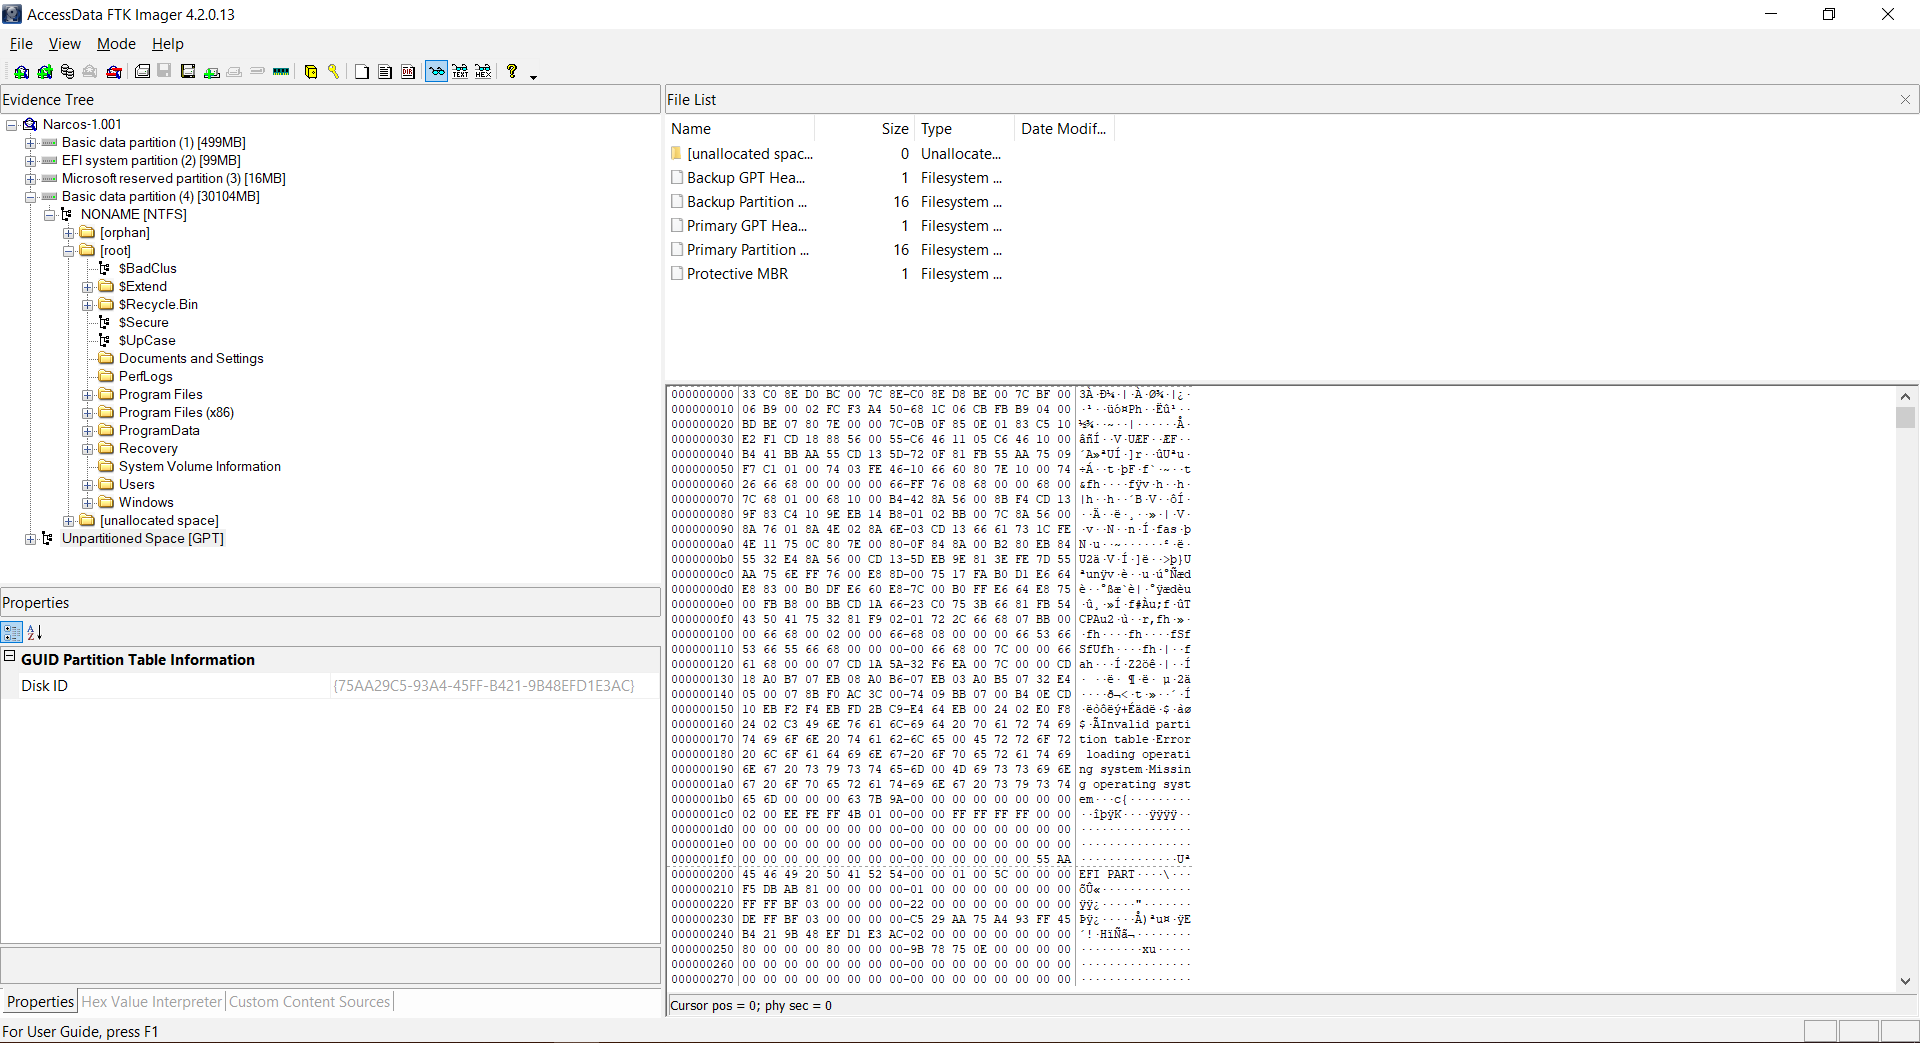 AccessData FTK Imager 4.2.0.13
File View Mode Help
Evidence Tree
Narcos-1.001
Basic data partition (1) [499MB]
EFI system partition (2) [99MB]
Microsoft reserved partition (3) [16MB]
Basic data partition (4) [30104MB]
NONAME [NTFS]
[orphan]
[root]
$BadClus
$Extend
$Recycle.Bin
$Secure
$UpCase
Documents and Settings
PerfLogs
Program Files
Program Files (x86)
ProgramData
Recovery
System Volume Information
Users
Windows
[unallocated space]
Unpartitioned Space [GPT]
Properties
GUID Partition Table Information
Disk ID {75AA29C5-93A4-45FF-B421-9B48EFD1E3AC}
Properties Hex Value Interpreter Custom Content Sources
For User Guide, press F1
File List
Name Size Type Date Modif...
[unallocated spac... 0 Unallocate...
Backup GPT Hea... 1 Filesystem ...
Backup Partition ... 16 Filesystem ...
Primary GPT Hea... 1 Filesystem ...
Primary Partition ... 16 Filesystem ...
Protective MBR 1 Filesystem ...
000000000 33 C0 8E D0 BC 00 7C 8E-C0 8E D8 BE 00 7C BF 00
000000010 06 B9 00 02 FC F3 A4 50-68 1C 06 CB FB B9 04 00
000000020 BD BE 07 80 7E 00 00 7C-0B 0F 85 0E 01 83 C5 10
000000030 E2 F1 CD 18 88 56 00 55-C6 46 11 05 C6 46 10 00
000000040 B4 41 BB AA 55 CD 13 5D-72 0F 81 FB 55 AA 75 09
000000050 F7 C1 01 00 74 03 FE 46-10 66 60 80 7E 10 00 74
000000060 26 66 68 00 00 00 00 66-FF 76 08 68 00 00 68 00
000000070 7C 68 01 00 68 10 00 B4-42 8A 56 00 8B F4 CD 13
000000080 9F 83 C4 10 9E EB 14 B8-01 02 BB 00 7C 8A 56 00
000000090 8A 76 01 8A 4E 02 8A 6E-03 CD 13 66 61 73 1C FE
0000000a0 4E 11 75 0C 80 7E 00 80-0F 84 8A 00 B2 80 EB 84
0000000b0 55 32 E4 8A 56 00 CD 13-5D EB 9E 81 3E FE 7D 55
0000000c0 AA 75 6E FF 76 00 E8 8D-00 75 17 FA B0 D1 E6 64
0000000d0 E8 83 00 B0 DF E6 60 E8-7C 00 B0 FF E6 64 E8 75
0000000e0 00 FB B8 00 BB CD 1A 66-23 C0 75 3B 66 81 FB 54
0000000f0 43 50 41 75 32 81 F9 02-01 72 2C 66 68 07 BB 00
000000100 00 66 68 00 02 00 00 66-68 08 00 00 00 66 53 66
000000110 53 66 55 66 68 00 00 00-00 66 68 00 7C 00 00 66
000000120 61 68 00 00 07 CD 1A 5A-32 F6 EA 00 7C 00 00 CD
000000130 18 A0 B7 07 EB 08 A0 B6-07 EB 03 A0 B5 07 32 E4
000000140 05 00 07 8B F0 AC 3C 00-74 09 BB 07 00 B4 0E CD
000000150 10 EB F2 F4 EB FD 2B C9-E4 64 EB 00 24 02 E0 F8
000000160 24 02 C3 49 6E 76 61 6C-69 64 20 70 61 72 74 69 $·ÃInvalid parti
000000170 74 69 6F 6E 20 74 61 62-6C 65 00 45 72 72 6F 72 tion table·Error
000000180 20 6C 6F 61 64 69 6E 67-20 6F 70 65 72 61 74 69 loading operati
000000190 6E 67 20 73 79 73 74 65-6D 00 4D 69 73 73 69 6E ng system·Missin
0000001a0 67 20 6F 70 65 72 61 74-69 6E 67 20 73 79 73 74 g operating syst
0000001b0 65 6D 00 00 00 63 7B 9A-00 00 00 00 00 00 00 00 em···c{··········
0000001c0 02 00 EE FE FF 4B 01 00-00 00 FF FF FF FF 00 00 ··îþÿK····ÿÿÿÿ··
0000001d0 00 00 00 00 00 00 00 00-00 00 00 00 00 00 00 00 ················
0000001e0 00 00 00 00 00 00 00 00-00 00 00 00 00 00 00 00 ················
0000001f0 00 00 00 00 00 00 00 00-00 00 00 00 00 00 55 AA ··············Uª
000000200 45 46 49 20 50 41 52 54-00 00 01 00 5C 00 00 00 EFI PART····\···
000000210 F5 DB AB 81 00 00 00 00-01 00 00 00 00 00 00 00 õÛ«·············
000000220 FF FF BF 03 00 00 00 00-22 00 00 00 00 00 00 00 ÿÿ¿·····"·······
000000230 DE FF BF 03 00 00 00 00-C5 29 AA 75 A4 93 FF 45 Þÿ¿·····Å)ªu¤·ÿE
000000240 B4 21 9B 48 EF D1 E3 AC-02 00 00 00 00 00 00 00 ´!·HïÑã¬········
000000250 80 00 00 00 80 00 00 00-9B 78 75 0E 00 00 00 00 ·········xu·····
000000260 00 00 00 00 00 00 00 00-00 00 00 00 00 00 00 00 ················
000000270 00 00 00 00 00 00 00 00-00 00 00 00 00 00 00 00 ················
Cursor pos = 0; phy sec = 0